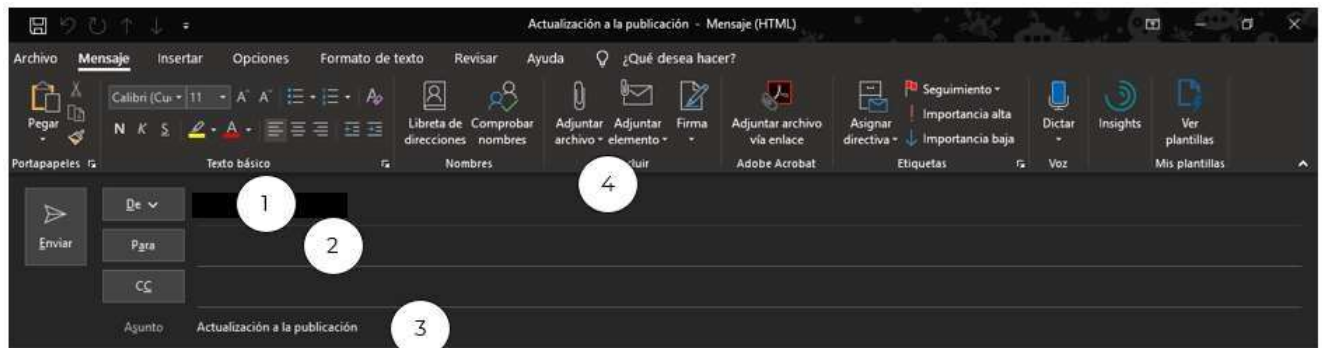 Actualización a la publicación - Mensaje (HTML)
Archivo Mensaje Insertar Opciones Formato de texto Revisar Ayuda ¿Qué desea hacer?
Pegar
Calibri (Cu 11 A A
N K S A
Libreta de direcciones
Comprobar nombres
Adjuntar archivo
Adjuntar elemento
Firma
Adjuntar archivo vía enlace
Asignar directiva
Seguimiento
Importancia alta
Importancia baja
Dictar
Insights
Ver plantillas
Portapapeles Texto básico Nombres Adobe Acrobat Etiquetas Voz Mis plantillas
4
Enviar
De 1
Para 2
CC
Asunto Actualización a la publicación 3